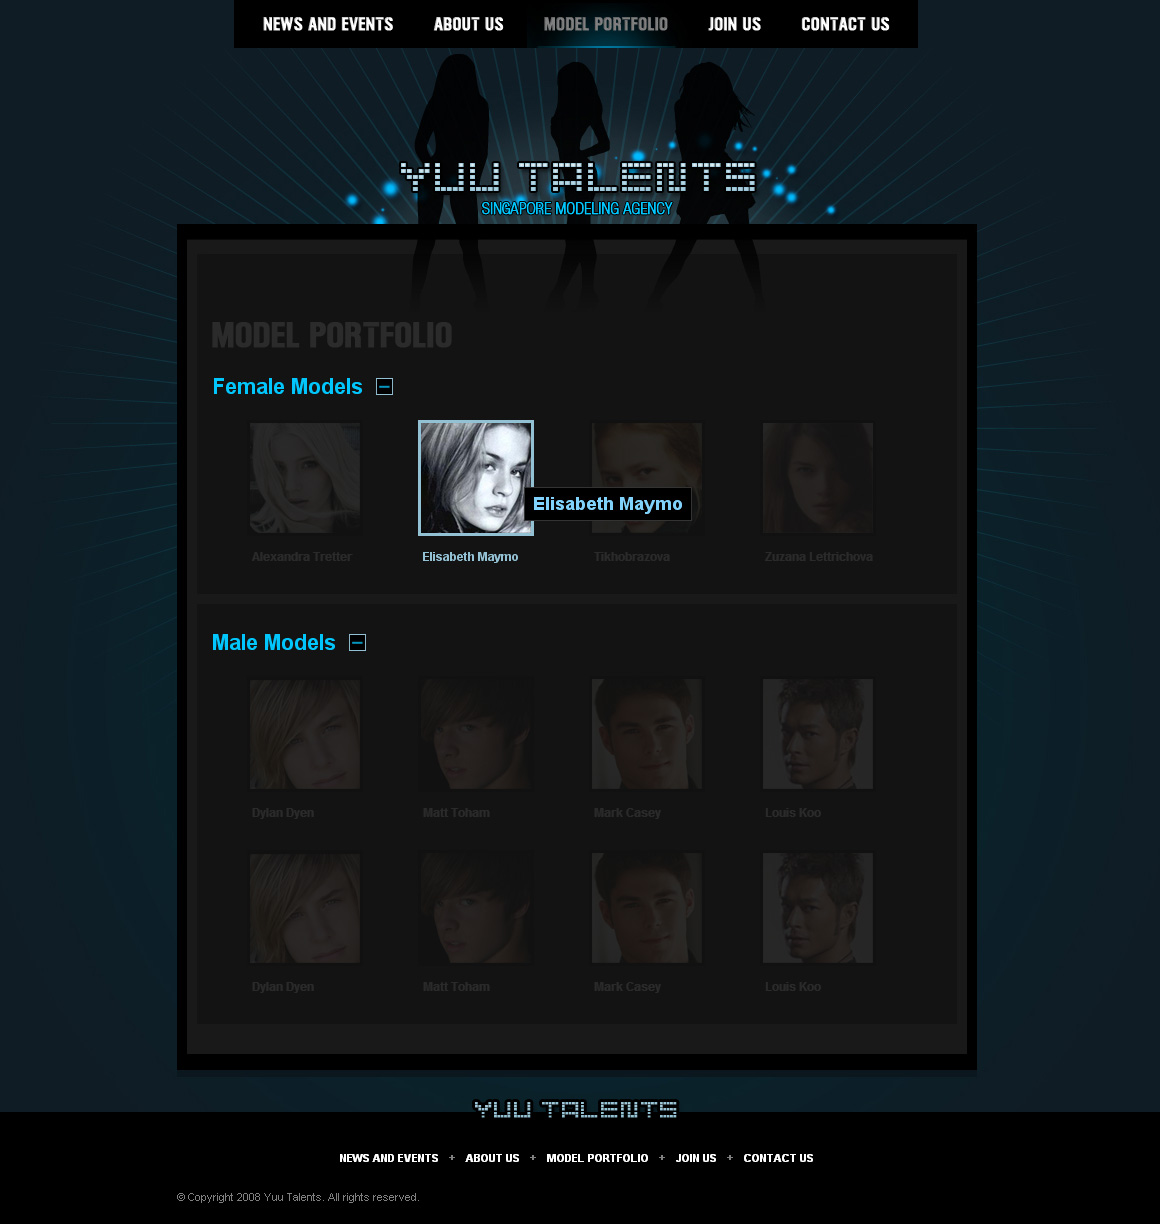 NEWS AND EVENTS ABOUT US MODEL PORTFOLIO JOIN US CONTACT US
YUU TALENTS
SINGAPORE MODELING AGENCY
MODEL PORTFOLIO
Female Models
Elisabeth Maymo
Alexandra Tretter Elisabeth Maymo Tikhobrazova Zuzana Lettrichova
Male Models
Dylan Dyen Matt Toham Mark Casey Louis Koo
Dylan Dyen Matt Toham Mark Casey Louis Koo
YUU TALENTS
NEWS AND EVENTS + ABOUT US + MODEL PORTFOLIO + JOIN US + CONTACT US
© Copyright 2008 Yuu Talents. All rights reserved.